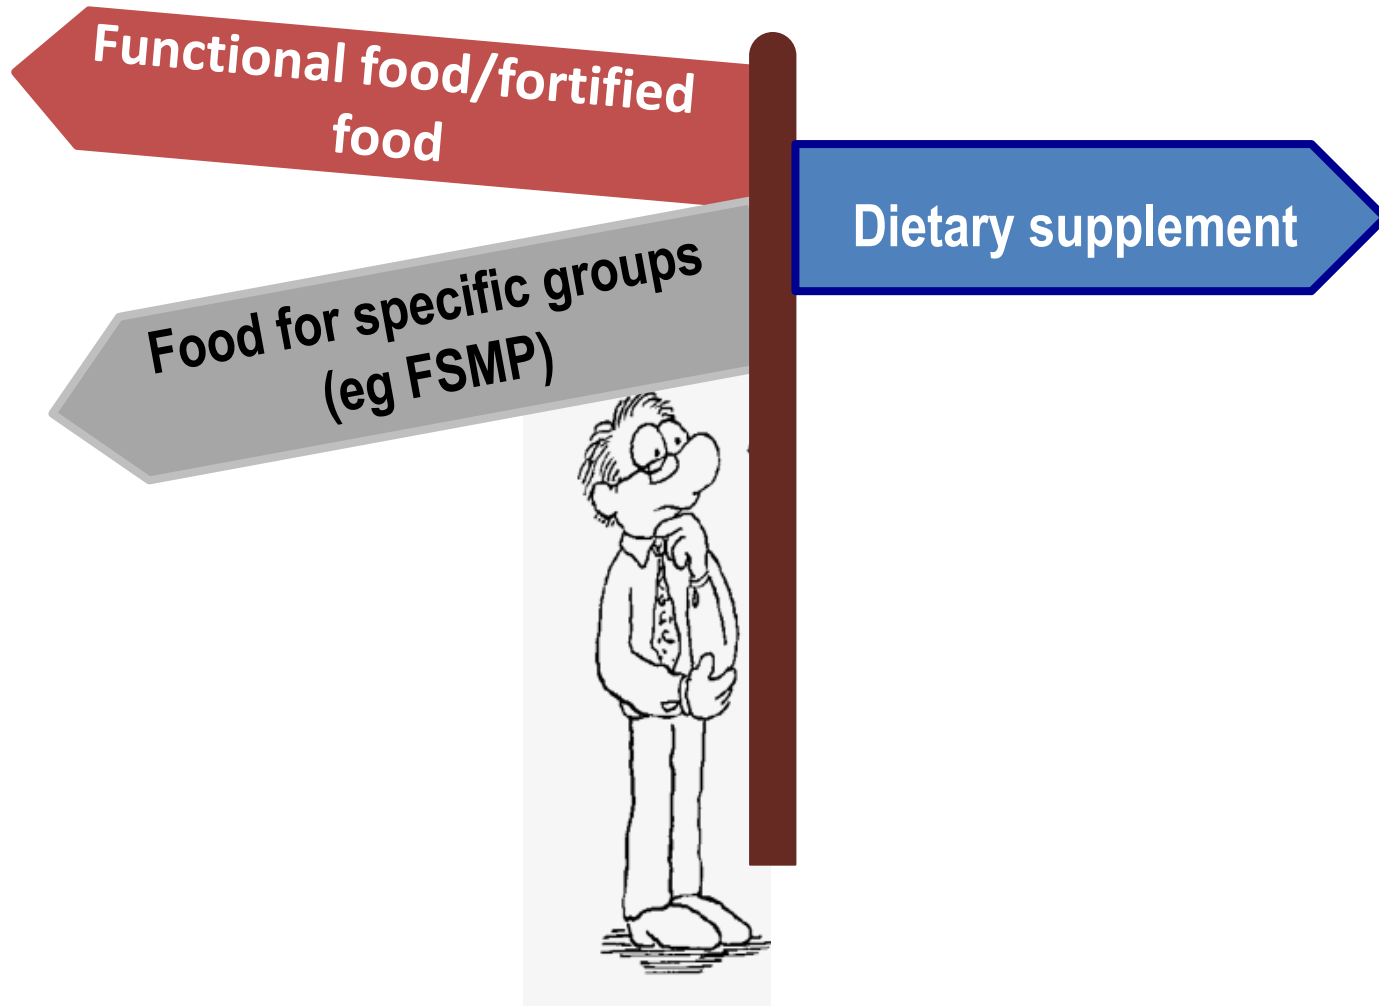 Functional food/fortified
food
Dietary supplement
Food for specific groups
(eg FSMP)